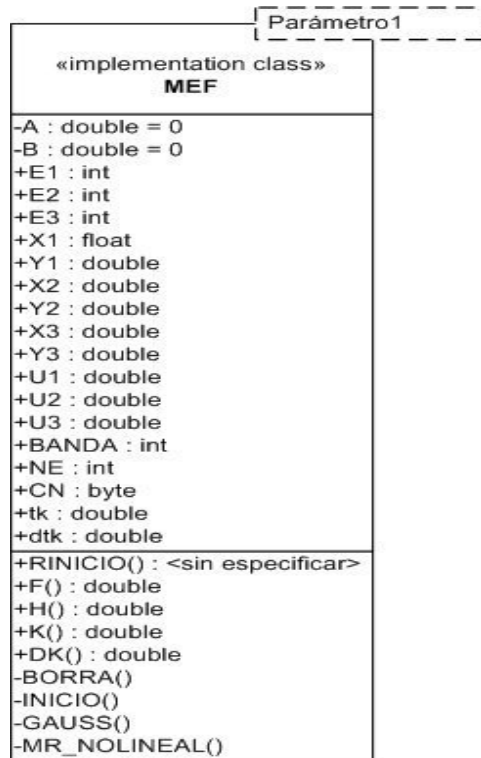 Parámetro1
«implementation class»
MEF
-A : double = 0
-B : double = 0
+E1 : int
+E2 : int
+E3 : int
+X1 : float
+Y1 : double
+X2 : double
+Y2 : double
+X3 : double
+Y3 : double
+U1 : double
+U2 : double
+U3 : double
+BANDA : int
+NE : int
+CN : byte
+tk : double
+dtk : double
+RINICIO() : <sin especificar>
+F() : double
+H() : double
+K() : double
+DK() : double
-BORRA()
-INICIO()
-GAUSS()
-MR_NOLINEAL()